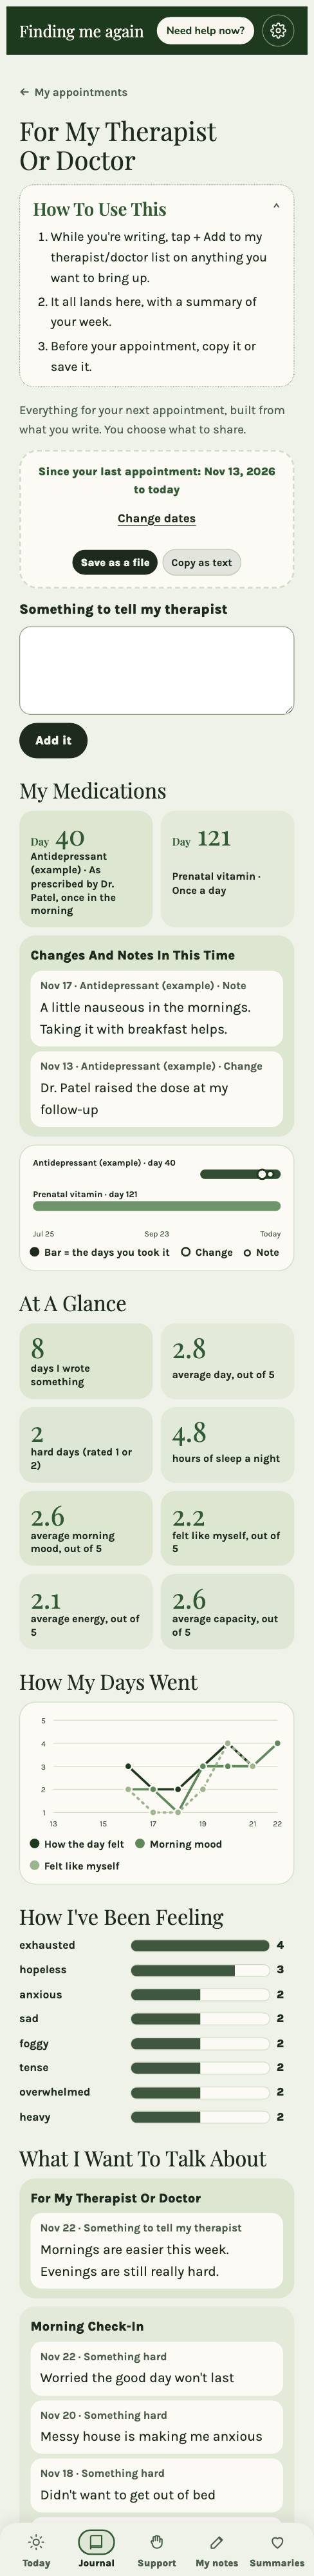 Finding me again
Need help now?
← My appointments
For My Therapist
Or Doctor
How To Use This
1. While you're writing, tap + Add to my
therapist/doctor list on anything you
want to bring up.
2. It all lands here, with a summary of
your week.
3. Before your appointment, copy it or
save it.
Everything for your next appointment, built from
what you write. You choose what to share.
Since your last appointment: Nov 13, 2026
to today
Change dates
Save as a file
Copy as text
Something to tell my therapist
Add it
My Medications
Day 40
Antidepressant
(example) · As
prescribed by Dr.
Patel, once in the
morning
Day 121
Prenatal vitamin ·
Once a day
Changes And Notes In This Time
Nov 17 · Antidepressant (example) · Note
A little nauseous in the mornings.
Taking it with breakfast helps.
Nov 13 · Antidepressant (example) · Change
Dr. Patel raised the dose at my
follow-up
Antidepressant (example) · day 40
Prenatal vitamin · day 121
Jul 25 Sep 23 Today
Bar = the days you took it Change Note
At A Glance
8
days I wrote
something
2.8
average day, out of 5
2
hard days (rated 1 or
2)
4.8
hours of sleep a night
2.6
average morning
mood, out of 5
2.2
felt like myself, out of
5
2.1
average energy, out of
5
2.6
average capacity, out
of 5
How My Days Went
5
4
3
2
1
13 15 17 19 21 22
How the day felt Morning mood
Felt like myself
How I've Been Feeling
exhausted 4
hopeless 3
anxious 2
sad 2
foggy 2
tense 2
overwhelmed 2
heavy 2
What I Want To Talk About
For My Therapist Or Doctor
Nov 22 · Something to tell my therapist
Mornings are easier this week.
Evenings are still really hard.
Morning Check-In
Nov 22 · Something hard
Worried the good day won't last
Nov 20 · Something hard
Messy house is making me anxious
Nov 18 · Something hard
Didn't want to get out of bed
Today Journal Support My notes Summaries